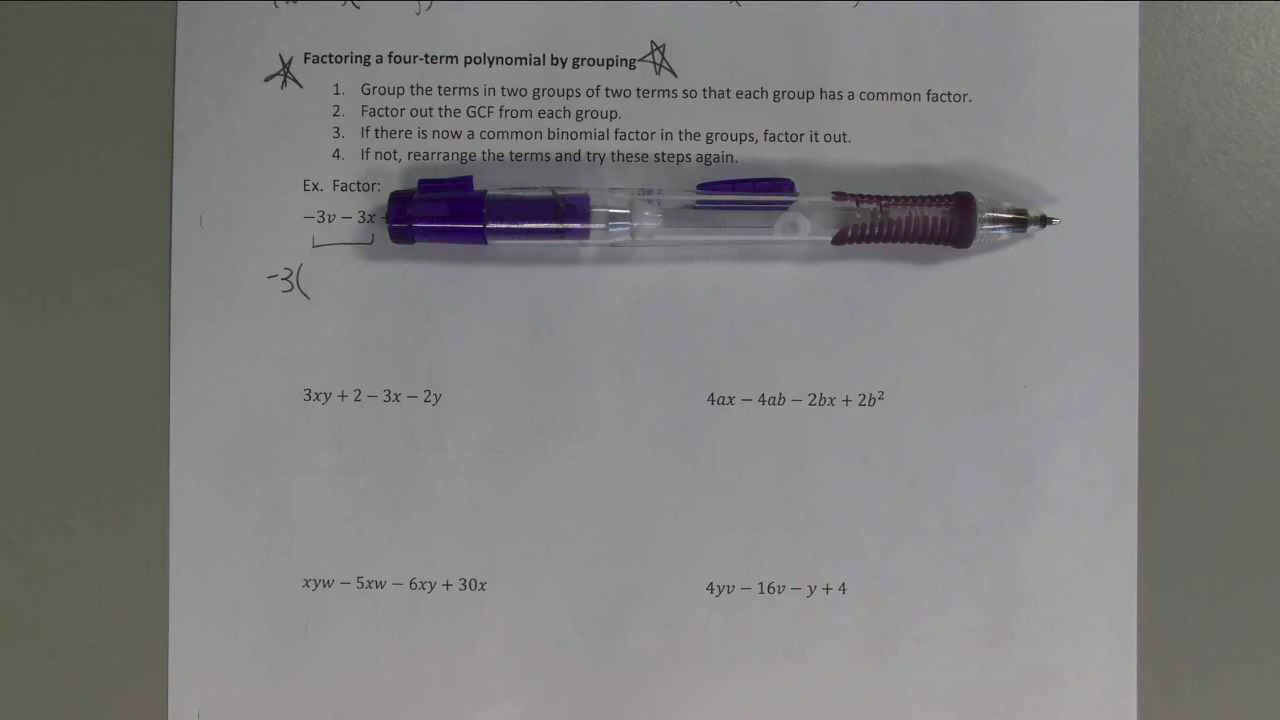 Factoring a four-term polynomial by grouping
1. Group the terms in two groups of two terms so that each group has a common factor.
2. Factor out the GCF from each group.
3. If there is now a common binomial factor in the groups, factor it out.
4. If not, rearrange the terms and try these steps again.
Ex. Factor:
−3v − 3x
-3(
3xy + 2 − 3x − 2y
4ax − 4ab − 2bx + 2b²
xyw − 5xw − 6xy + 30x
4yv − 16v − y + 4